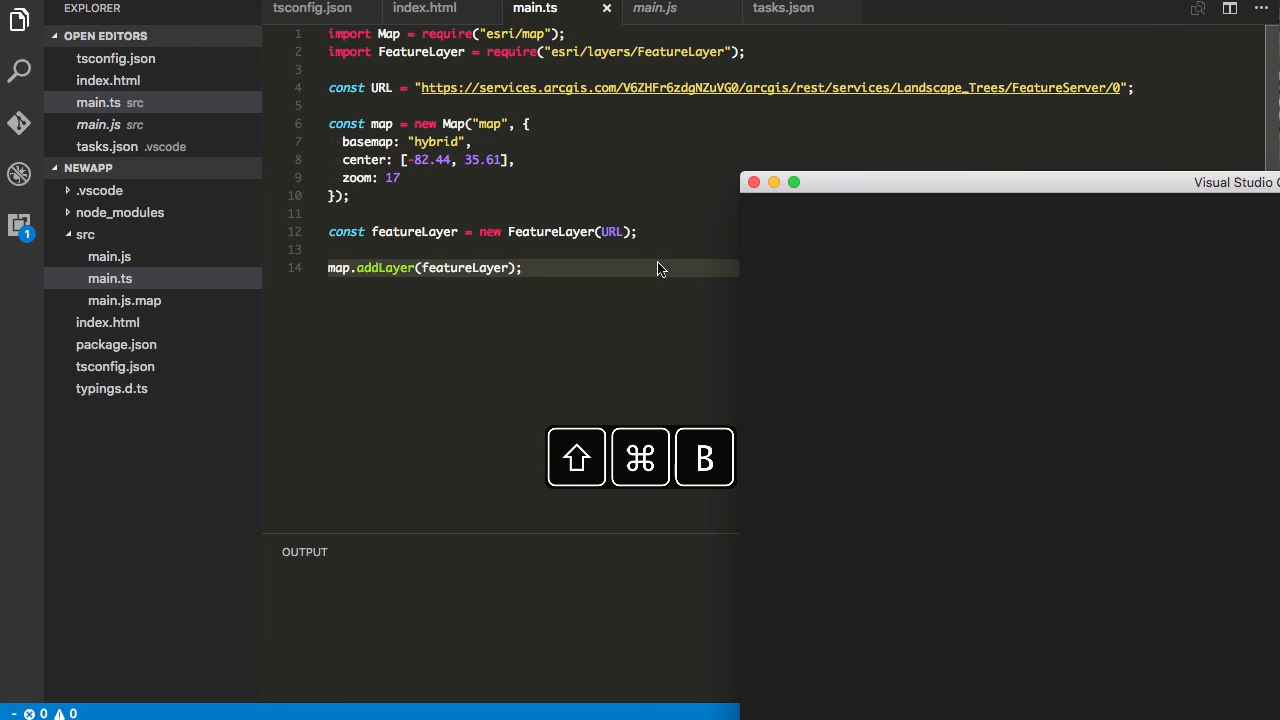 EXPLORER
OPEN EDITORS
tsconfig.json
index.html
main.ts src
main.js src
tasks.json .vscode
NEWAPP
.vscode
node_modules
src
main.js
main.ts
main.js.map
index.html
package.json
tsconfig.json
typings.d.ts
1
tsconfig.json index.html main.ts main.js tasks.json
1 import Map = require("esri/map");
2 import FeatureLayer = require("esri/layers/FeatureLayer");
3
4 const URL = "https://services.arcgis.com/V6ZHFr6zdgNZuVG0/arcgis/rest/services/Landscape_Trees/FeatureServer/0";
5
6 const map = new Map("map", {
7 basemap: "hybrid",
8 center: [-82.44, 35.61],
9 zoom: 17
10 });
11
12 const featureLayer = new FeatureLayer(URL);
13
14 map.addLayer(featureLayer);
Visual Studio
⇧ ⌘ B
OUTPUT
0 0